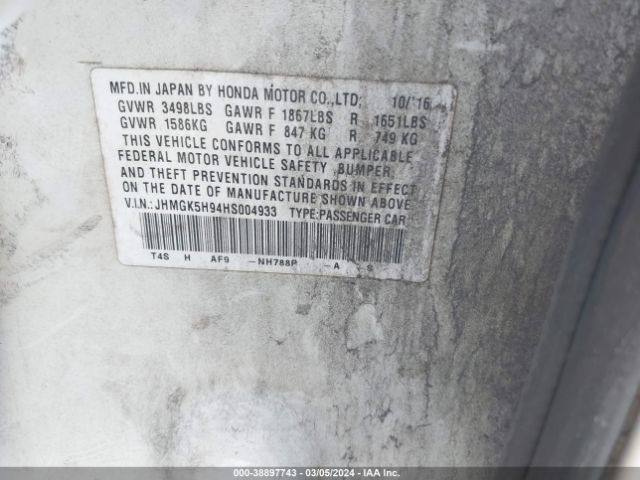 MFD.IN JAPAN BY HONDA MOTOR CO.,LTD; 10/'16
GVWR 3498LBS GAWR F 1867LBS R 1651LBS
GVWR 1586KG GAWR F 847 KG R 749 KG
THIS VEHICLE CONFORMS TO ALL APPLICABLE
FEDERAL MOTOR VEHICLE SAFETY ,BUMPER,
AND THEFT PREVENTION STANDARDS IN EFFECT
ON THE DATE OF MANUFACTURE SHOWN ABOVE.
V.I.N.: JHMGK5H94HS004933 TYPE:PASSENGER CAR
T4S H AF9 -NH788P -A S
000-38897743 — 03/05/2024 — IAA Inc.